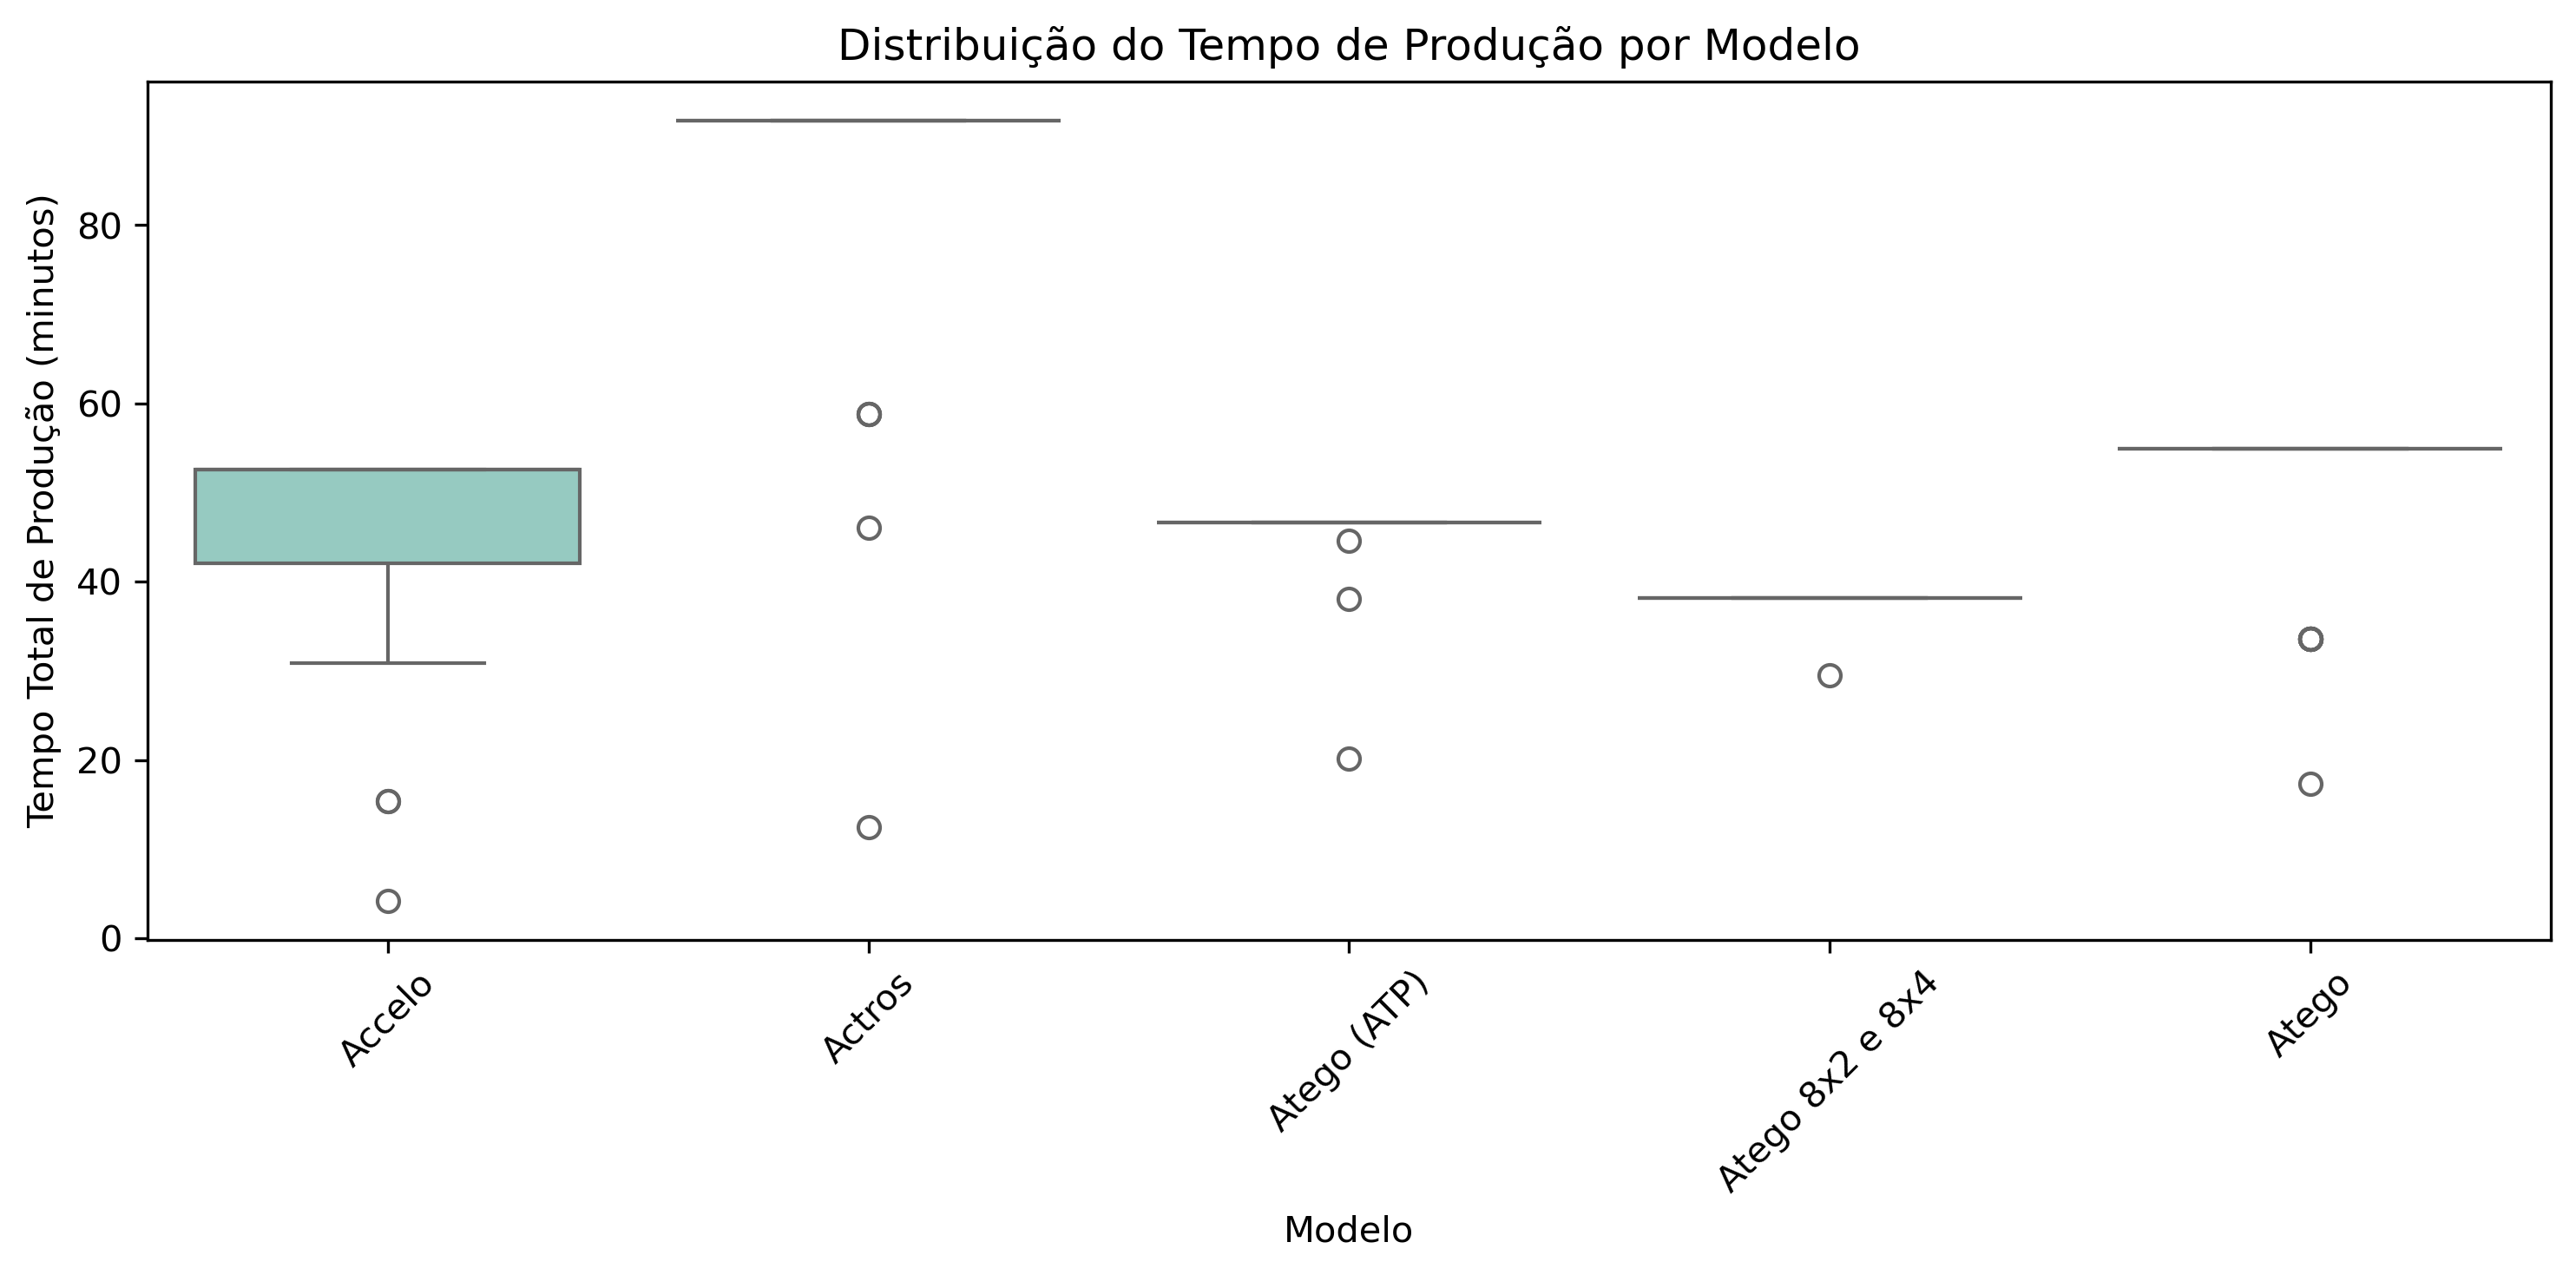 Distribuição do Tempo de Produção por Modelo
Tempo Total de Produção (minutos)
80
60
40
20
0
Accelo
Actros
Atego (ATP)
Atego 8x2 e 8x4
Atego
Modelo